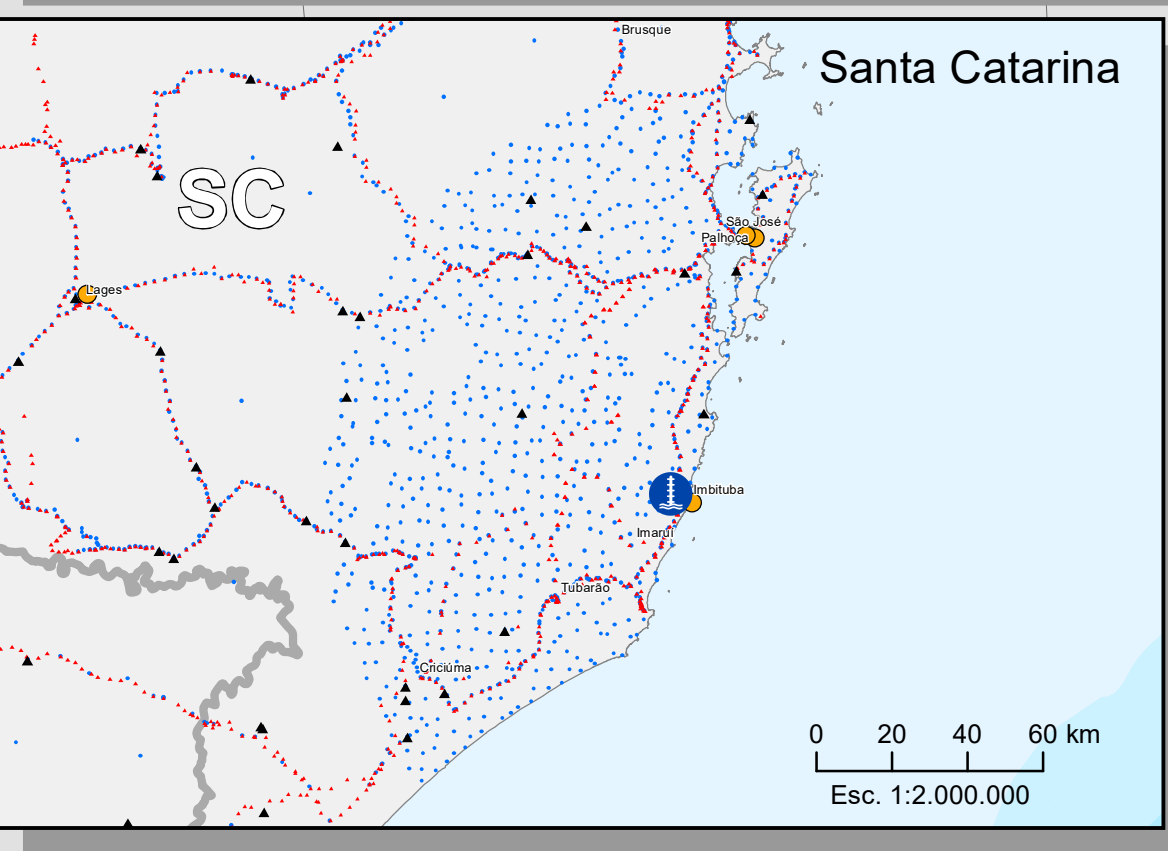 Brusque
Santa Catarina
SC
São José
Palhoça
Lages
Imbituba
Imaruí
Tubarão
Criciúma
0 20 40 60 km
Esc. 1:2.000.000